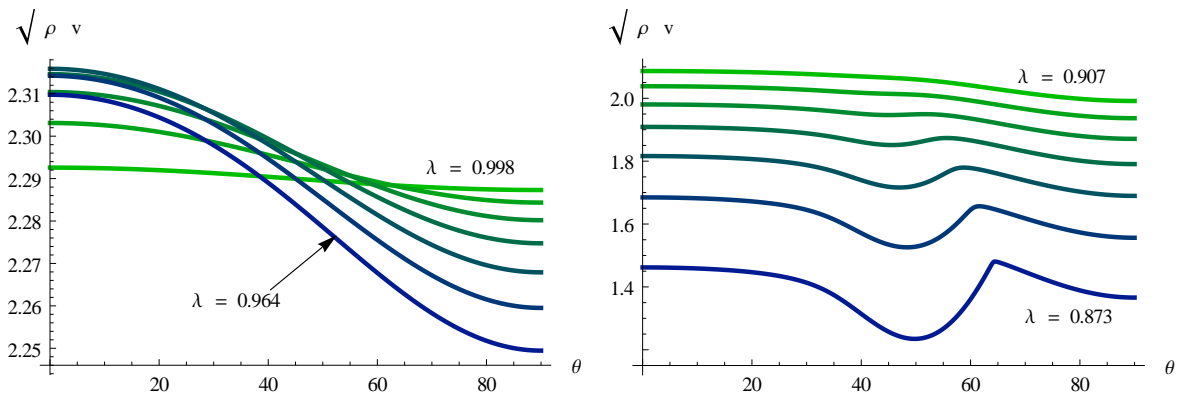 √ ρ v
2.31
2.30
2.29
2.28
2.27
2.26
2.25
λ = 0.998
λ = 0.964
20 40 60 80
θ
√ ρ v
2.0
1.8
1.6
1.4
λ = 0.907
λ = 0.873
20 40 60 80
θ